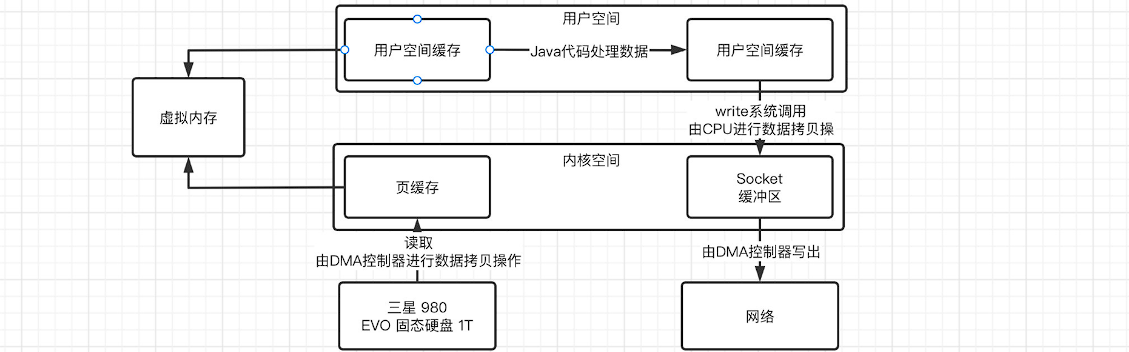 用户空间
用户空间缓存
Java代码处理数据
用户空间缓存
虚拟内存
write系统调用
由CPU进行数据拷贝操
内核空间
页缓存
Socket
缓冲区
读取
由DMA控制器进行数据拷贝操作
由DMA控制器写出
三星 980
EVO 固态硬盘 1T
网络